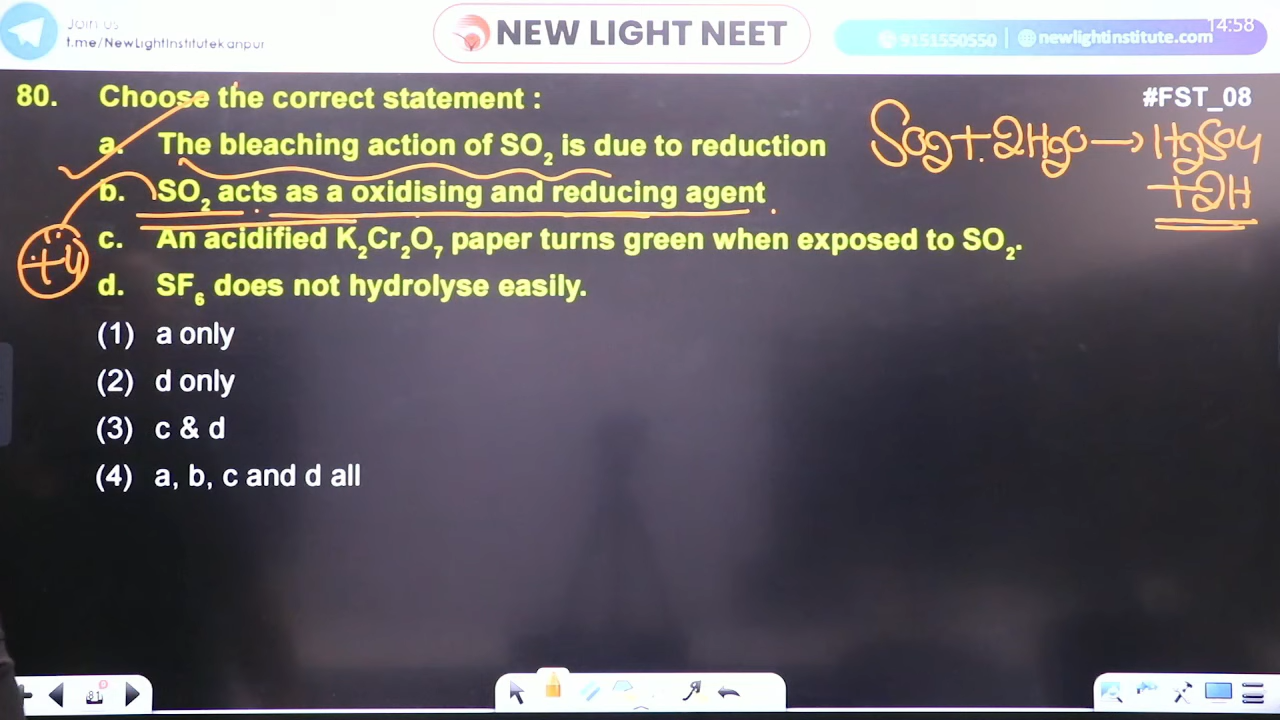 Join us
t.me/NewLightInstitutekanpur
NEW LIGHT NEET
9151550550 | newlightinstitute.com
14:58
80. Choose the correct statement :
#FST_08
a. The bleaching action of SO₂ is due to reduction
SO2+2H2O→H2SO4
+2H
b. SO₂ acts as a oxidising and reducing agent
+4
c. An acidified K₂Cr₂O₇ paper turns green when exposed to SO₂.
d. SF₆ does not hydrolyse easily.
(1) a only
(2) d only
(3) c & d
(4) a, b, c and d all
81